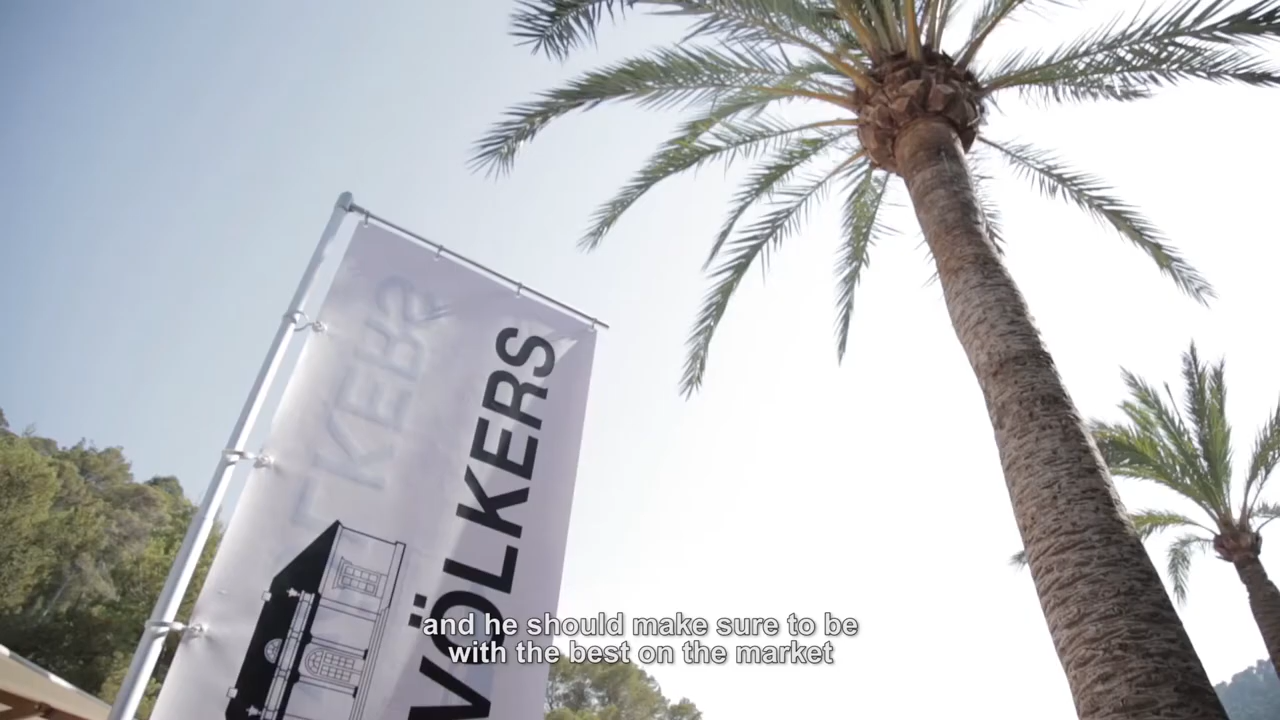 VÖLKERS
and he should make sure to be
with the best on the market